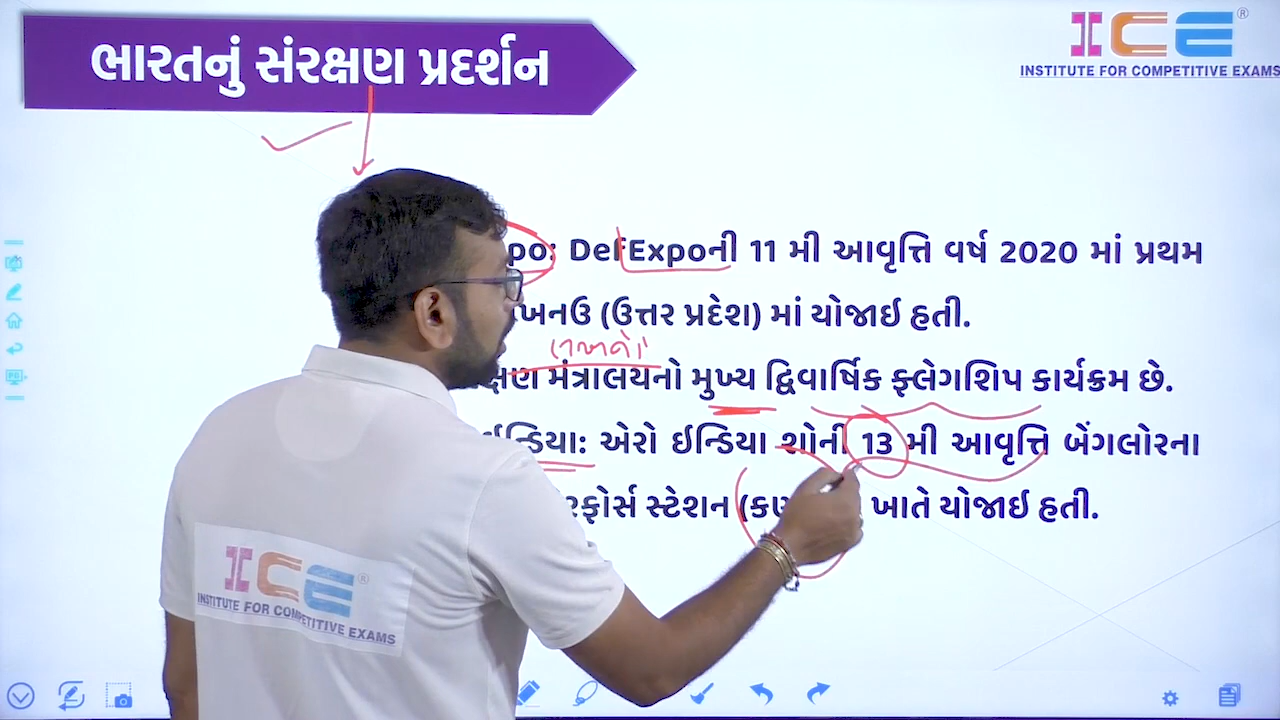 ભારતનું સંરક્ષણ પ્રદર્શન
ICE ®
INSTITUTE FOR COMPETITIVE EXAMS
po: DefExpoની 11 મી આવૃત્તિ વર્ષ 2020 માં પ્રથમ
ખનઉ (ઉત્તર પ્રદેશ) માં યોજાઇ હતી.
ક્ષણ મંત્રાલયનો મુખ્ય દ્વિવાર્ષિક ફ્લેગશિપ કાર્યક્રમ છે.
ઈન્ડિયા: એરો ઇન્ડિયા શોની 13 મી આવૃત્તિ બેંગલોરના
રફોર્સ સ્ટેશન ખાતે યોજાઇ હતી.
ICE ®
INSTITUTE FOR COMPETITIVE EXAMS